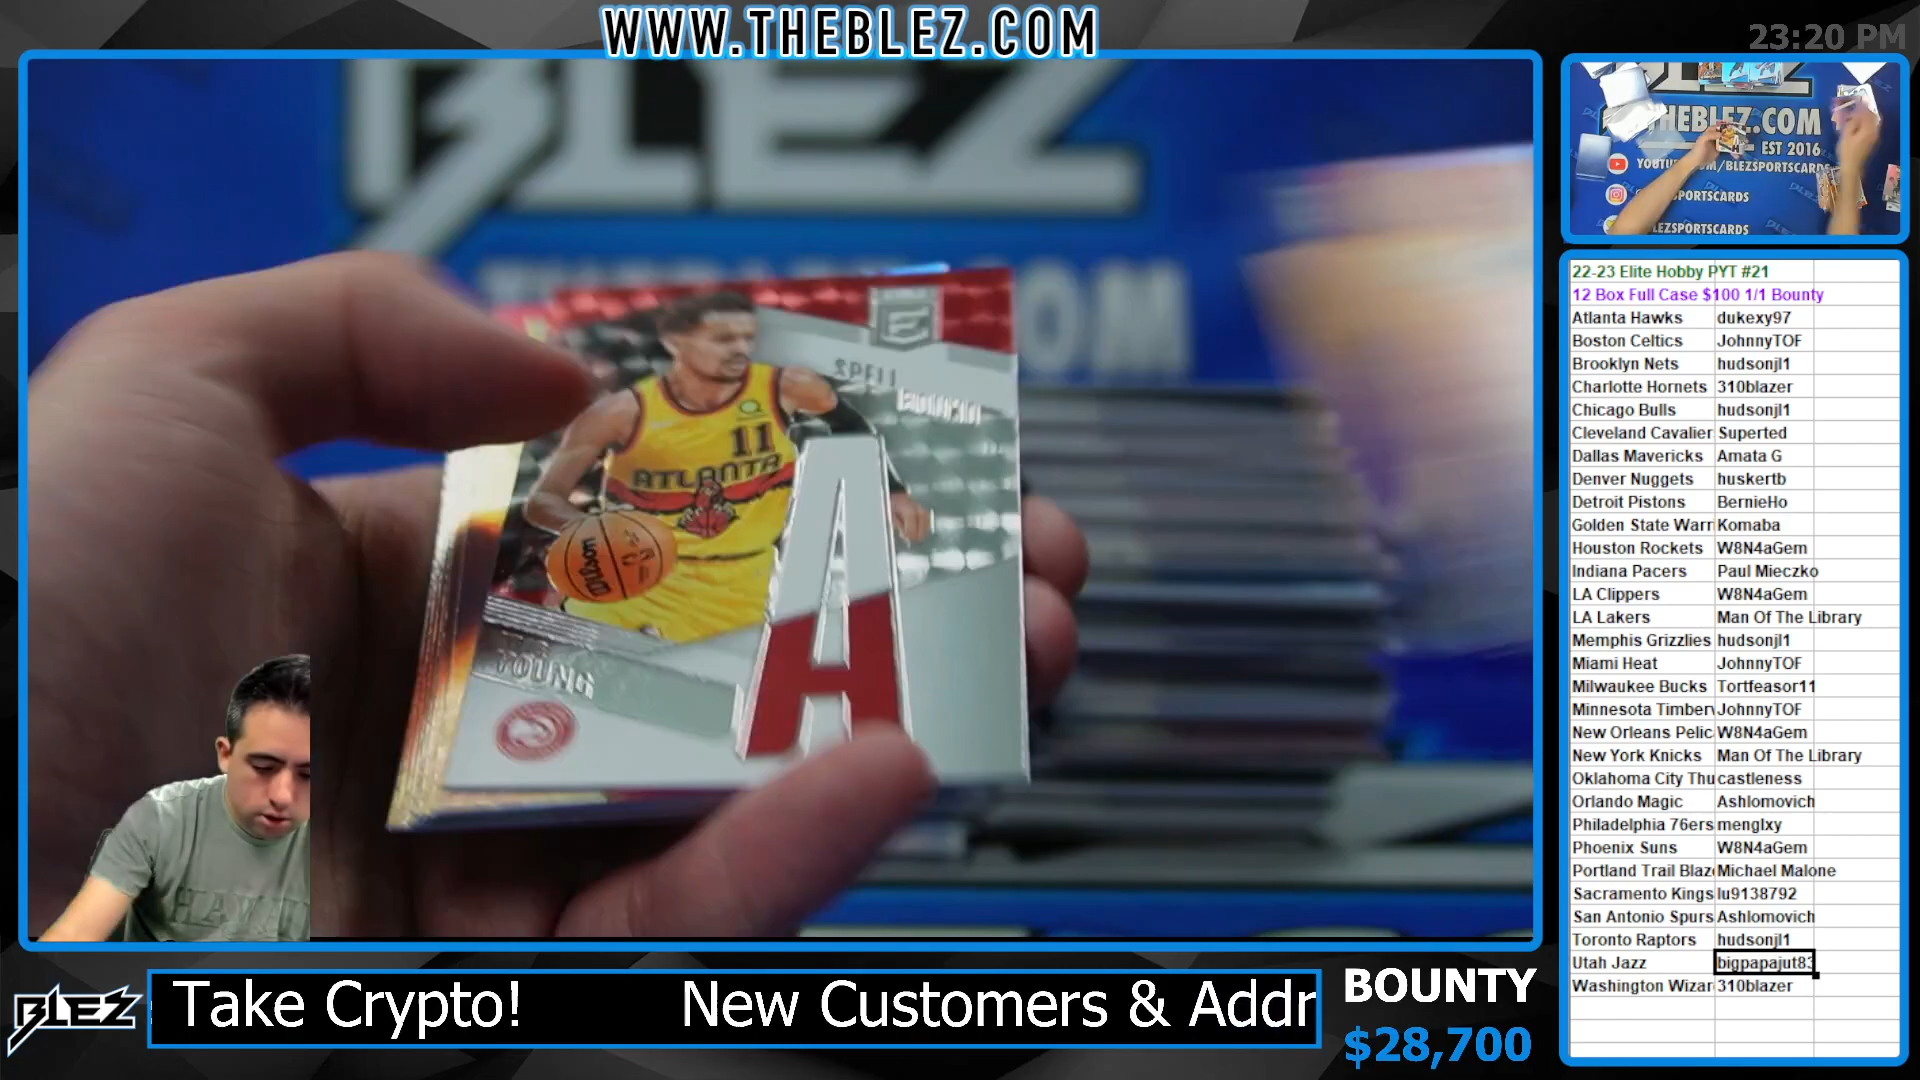 WWW.THEBLEZ.COM
23:20 PM
BLEZ
SPELL
BOUND
11
ATLANTA
Wilson
A
YOUNG
BLEZ
THEBLEZ.COM
EST 2016
SPORTSCARDS
22-23 Elite Hobby PYT #21
12 Box Full Case $100 1/1 Bounty
Atlanta Hawks dukexy97
Boston Celtics JohnnyTOF
Brooklyn Nets hudsonjl1
Charlotte Hornets 310blazer
Chicago Bulls hudsonjl1
Cleveland Cavalier Superted
Dallas Mavericks Amata G
Denver Nuggets huskertb
Detroit Pistons BernieHo
Golden State Warr Komaba
Houston Rockets W8N4aGem
Indiana Pacers Paul Mieczko
LA Clippers W8N4aGem
LA Lakers Man Of The Library
Memphis Grizzlies hudsonjl1
Miami Heat JohnnyTOF
Milwaukee Bucks Tortfeasor11
Minnesota Timberv JohnnyTOF
New Orleans Pelic W8N4aGem
New York Knicks Man Of The Library
Oklahoma City Thu castleness
Orlando Magic Ashlomovich
Philadelphia 76ers menglxy
Phoenix Suns W8N4aGem
Portland Trail Blaz Michael Malone
Sacramento Kings lu9138792
San Antonio Spurs Ashlomovich
Toronto Raptors hudsonjl1
Utah Jazz bigpapajut83
Washington Wizar 310blazer
BLEZ
Take Crypto! New Customers & Addr
BOUNTY
$28,700